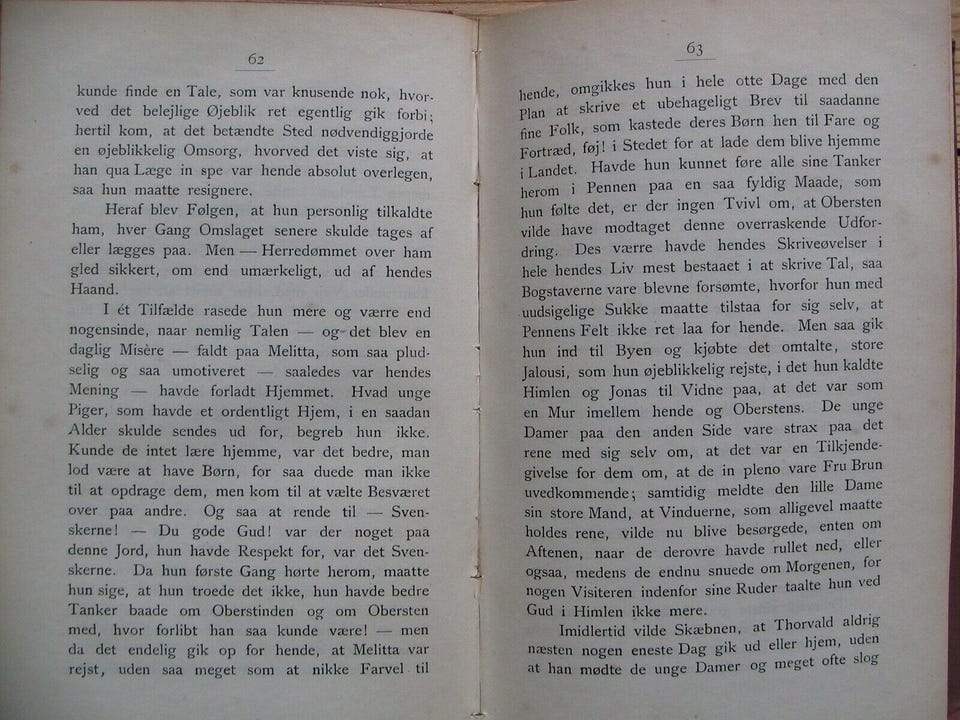 62
kunde finde en Tale, som var knusende nok, hvor-
ved det belejlige Øjeblik ret egentlig gik forbi;
hertil kom, at det betændte Sted nødvendiggjorde
en øjeblikkelig Omsorg, hvorved det viste sig, at
han qua Læge in spe var hende absolut overlegen,
saa hun maatte resignere.
Heraf blev Følgen, at hun personlig tilkaldte
ham, hver Gang Omslaget senere skulde tages af
eller lægges paa. Men — Herredømmet over ham
gled sikkert, om end umærkeligt, ud af hendes
Haand.
I ét Tilfælde rasede hun mere og værre end
nogensinde, naar nemlig Talen — og det blev en
daglig Misère — faldt paa Melitta, som saa plud-
selig og saa umotiveret — saaledes var hendes
Mening — havde forladt Hjemmet. Hvad unge
Piger, som havde et ordentligt Hjem, i en saadan
Alder skulde sendes ud for, begreb hun ikke.
Kunde de intet lære hjemme, var det bedre, man
lod være at have Børn, for saa duede man ikke
til at opdrage dem, men kom til at vælte Besværet
over paa andre. Og saa at rende til — Sven-
skerne! — Du gode Gud! var der noget paa
denne Jord, hun havde Respekt for, var det Sven-
skerne. Da hun første Gang hørte herom, maatte
hun sige, at hun troede det ikke, hun havde bedre
Tanker baade om Oberstinden og om Obersten
med, hvor forlibt han saa kunde være! — men
da det endelig gik op for hende, at Melitta var
rejst, uden saa meget som at nikke Farvel til
63
hende, omgikkes hun i hele otte Dage med den
Plan at skrive et ubehageligt Brev til saadanne
fine Folk, som kastede deres Børn hen til Fare og
Fortræd, føj! i Stedet for at lade dem blive hjemme
i Landet. Havde hun kunnet føre alle sine Tanker
herom i Pennen paa en saa fyldig Maade, som
hun følte det, er der ingen Tvivl om, at Obersten
vilde have modtaget denne overraskende Udfor-
dring. Des værre havde hendes Skriveøvelser i
hele hendes Liv mest bestaaet i at skrive Tal, saa
Bogstaverne vare blevne forsømte, hvorfor hun med
uudsigelige Sukke maatte tilstaa for sig selv, at
Pennens Felt ikke ret laa for hende. Men saa gik
hun ind til Byen og kjøbte det omtalte, store
Jalousi, som hun øjeblikkelig rejste, i det hun kaldte
Himlen og Jonas til Vidne paa, at det var som
en Mur imellem hende og Oberstens. De unge
Damer paa den anden Side vare strax paa det
rene med sig selv om, at det var en Tilkjende-
givelse for dem om, at de in pleno vare Fru Brun
uvedkommende; samtidig meldte den lille Dame
sin store Mand, at Vinduerne, som alligevel maatte
holdes rene, vilde nu blive besørgede, enten om
Aftenen, naar de derovre havde rullet ned, eller
ogsaa, medens de endnu snuede om Morgenen, for
nogen Visiteren indenfor sine Ruder taalte hun ved
Gud i Himlen ikke mere.
Imidlertid vilde Skæbnen, at Thorvald aldrig
næsten nogen eneste Dag gik ud eller hjem, uden
at han mødte de unge Damer og meget ofte slog